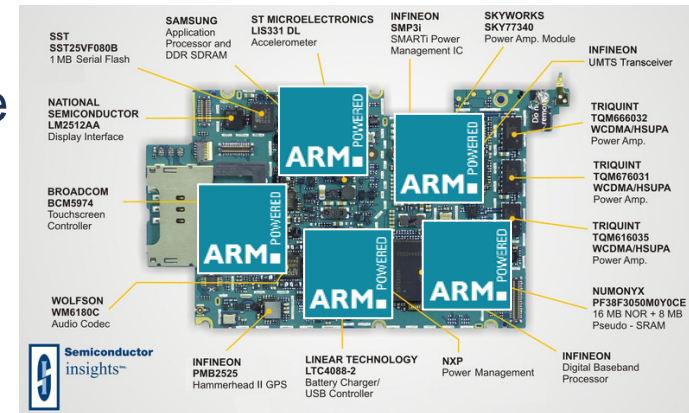 e
SAMSUNG
Application
Processor and
DDR SDRAM
ST MICROELECTRONICS
LIS331 DL
Accelerometer
INFINEON
SMP3i
SMARTi Power
Management IC
SKYWORKS
SKY77340
Power Amp. Module
SST
SST25VF080B
1 MB Serial Flash
INFINEON
UMTS Transceiver
NATIONAL
SEMICONDUCTOR
LM2512AA
Display Interface
TRIQUINT
TQM666032
WCDMA/HSUPA
Power Amp.
Do not
remove
ARM
POWERED
ARM
POWERED
TRIQUINT
TQM676031
WCDMA/HSUPA
Power Amp.
BROADCOM
BCM5974
Touchscreen
Controller
ARM
POWERED
TRIQUINT
TQM616035
WCDMA/HSUPA
Power Amp.
ARM
POWERED
ARM
POWERED
WOLFSON
WM6180C
Audio Codec
NUMONYX
PF38F3050M0Y0CE
16 MB NOR + 8 MB
Pseudo - SRAM
Semiconductor
insights™
INFINEON
PMB2525
Hammerhead II GPS
LINEAR TECHNOLOGY
LTC4088-2
Battery Charger/
USB Controller
NXP
Power Management
INFINEON
Digital Baseband
Processor